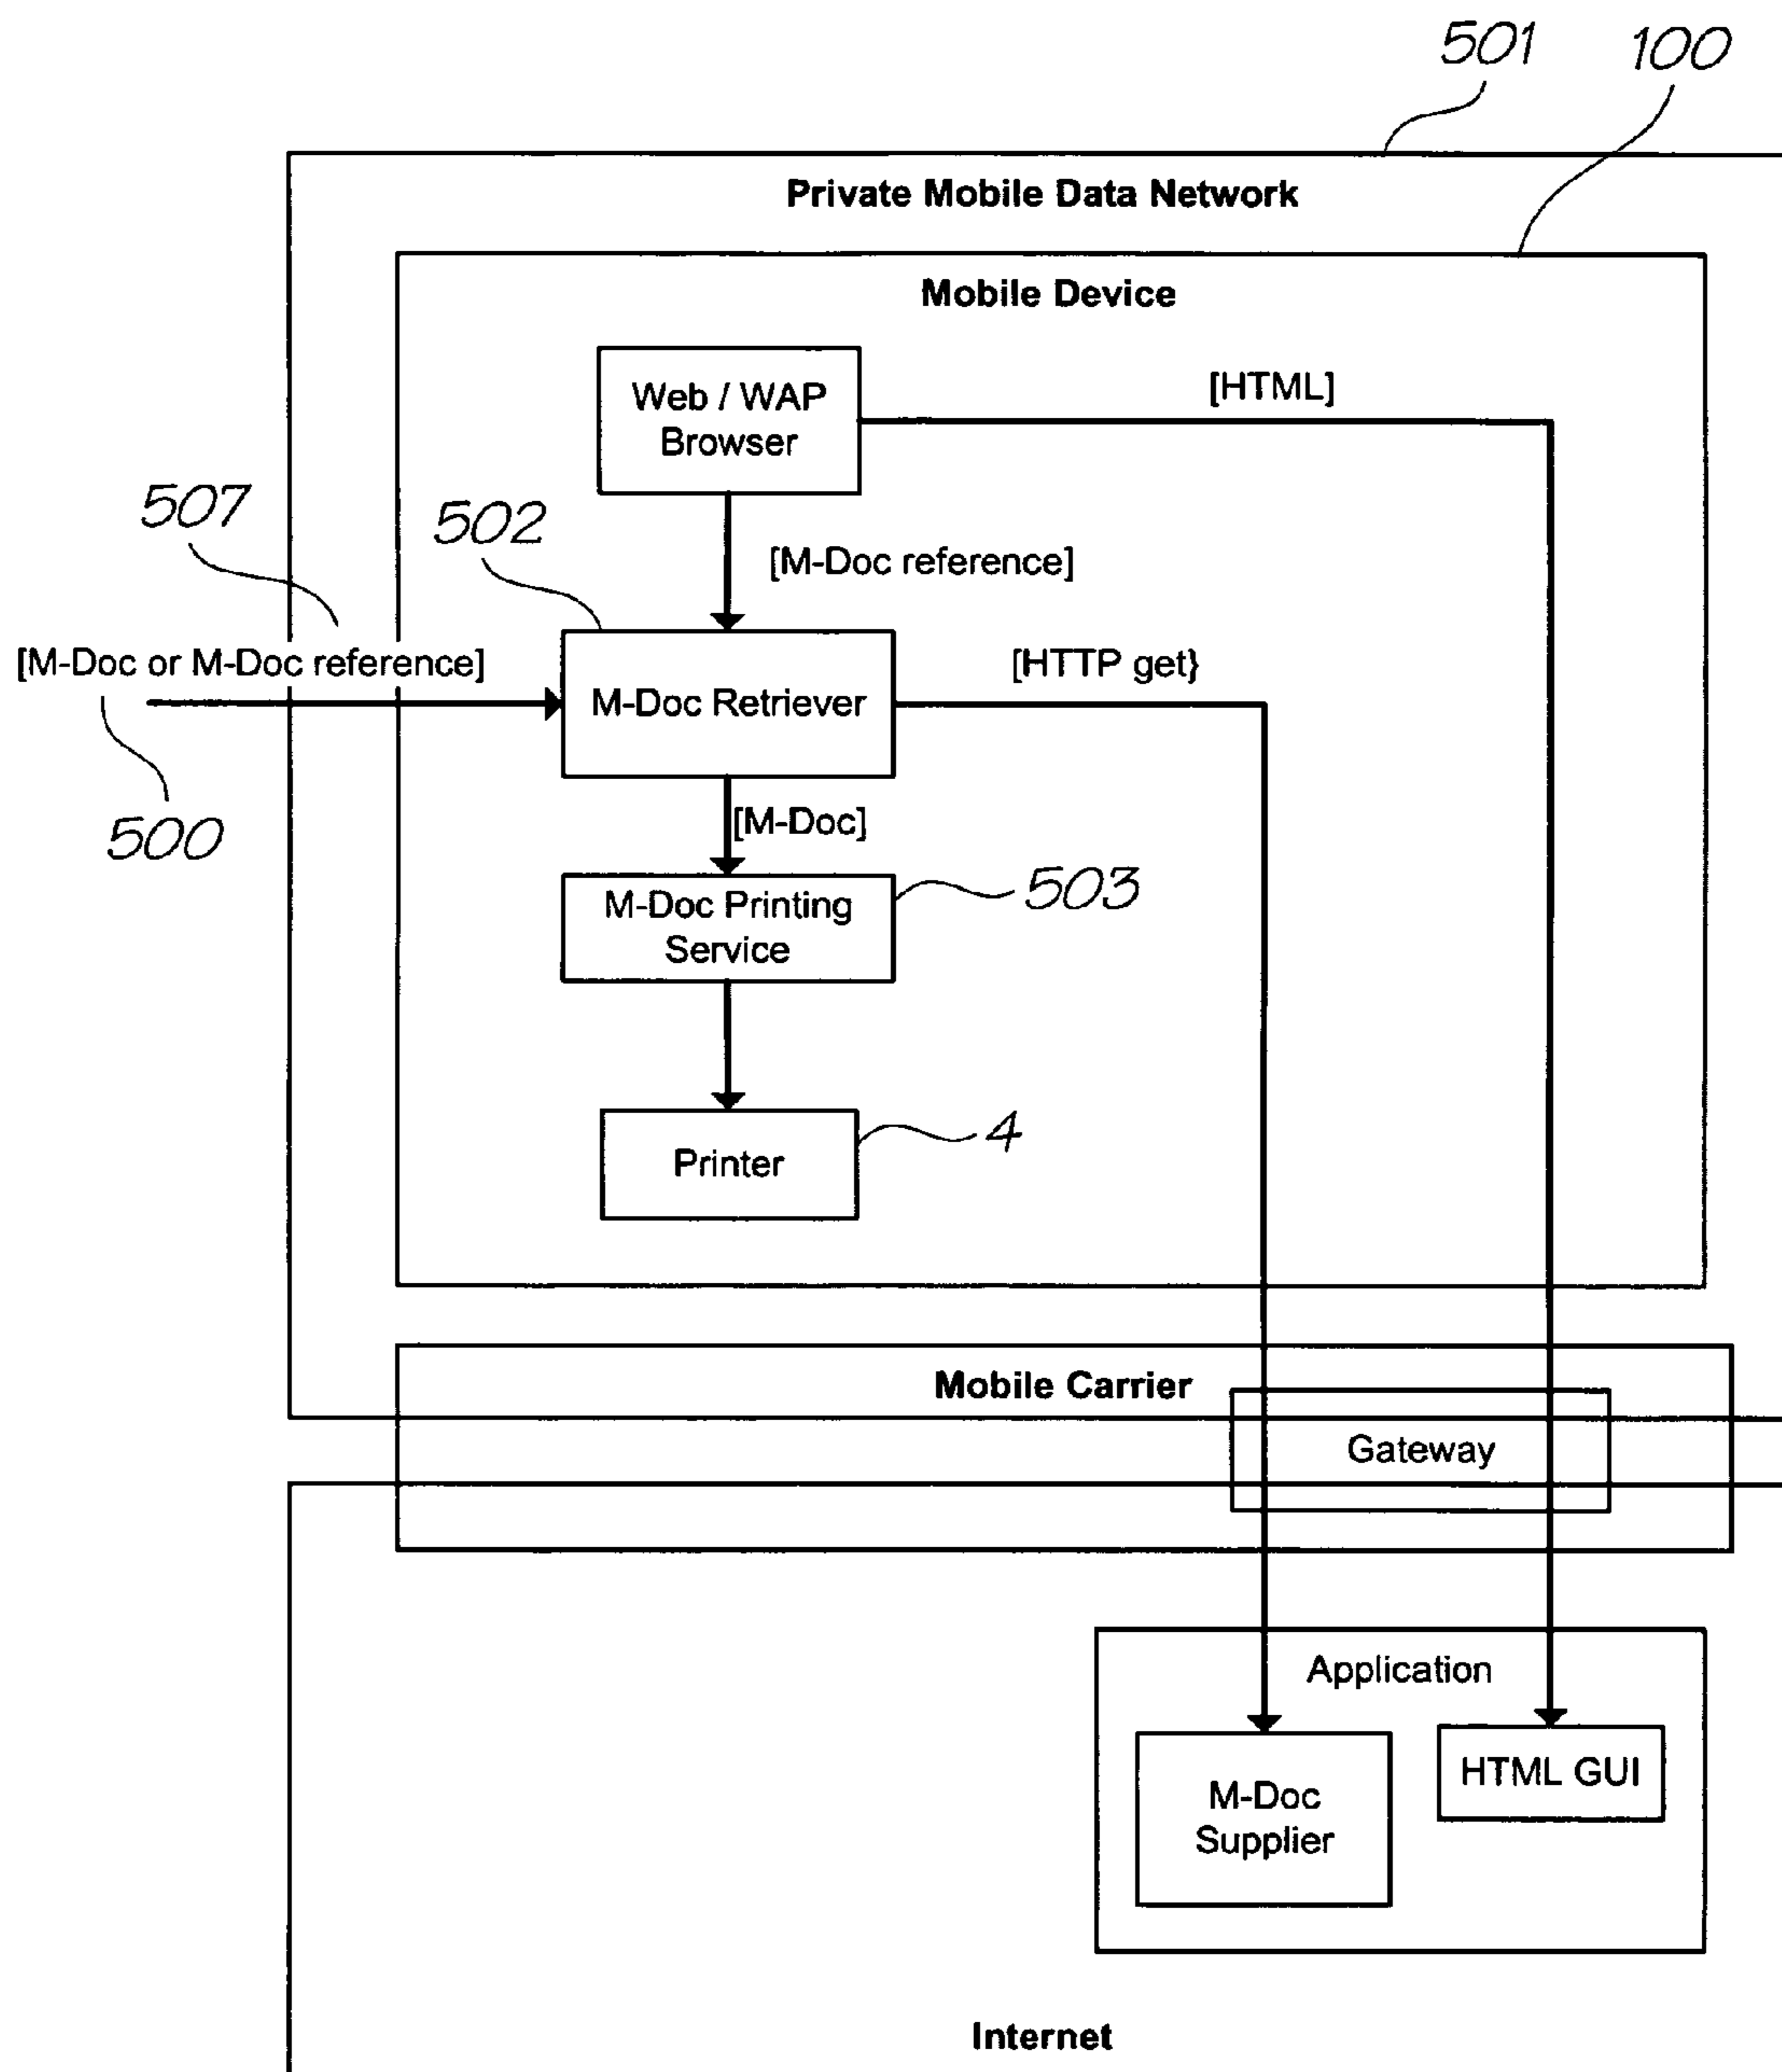 501
100
Private Mobile Data Network
Mobile Device
Web / WAP
Browser
[HTML]
507
502
[M-Doc reference]
[M-Doc or M-Doc reference]
M-Doc Retriever
[HTTP get}
500
[M-Doc]
M-Doc Printing
Service
503
Printer
4
Mobile Carrier
Gateway
Application
M-Doc
Supplier
HTML GUI
Internet